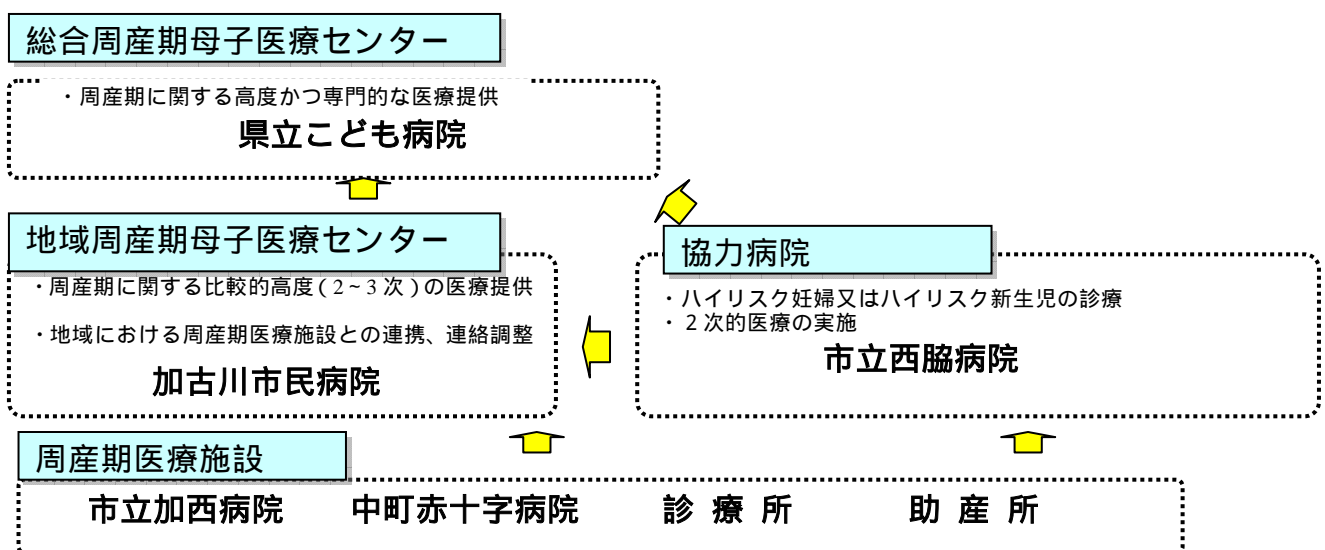 総合周産期母子医療センター
・周産期に関する高度かつ専門的な医療提供
県立こども病院
地域周産期母子医療センター
・周産期に関する比較的高度(2~3次)の医療提供
・地域における周産期医療施設との連携、連絡調整
加古川市民病院
協力病院
・ハイリスク妊婦又はハイリスク新生児の診療
・2次的医療の実施
市立西脇病院
周産期医療施設
市立加西病院 中町赤十字病院 診療所 助産所